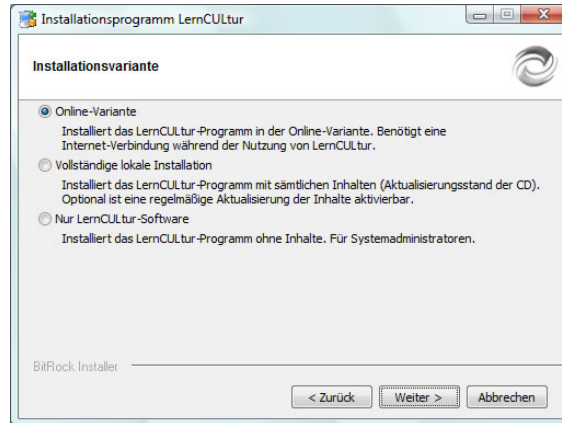 Installationsprogramm LernCULtur
Installationsvariante
Online-Variante
Installiert das LernCULtur-Programm in der Online-Variante. Benötigt eine
Internet-Verbindung während der Nutzung von LernCULtur.
Vollständige lokale Installation
Installiert das LernCULtur-Programm mit sämtlichen Inhalten (Aktualisierungsstand der CD).
Optional ist eine regelmäßige Aktualisierung der Inhalte aktivierbar.
Nur LernCULtur-Software
Installiert das LernCULtur-Programm ohne Inhalte. Für Systemadministratoren.
BitRock Installer
< Zurück Weiter > Abbrechen